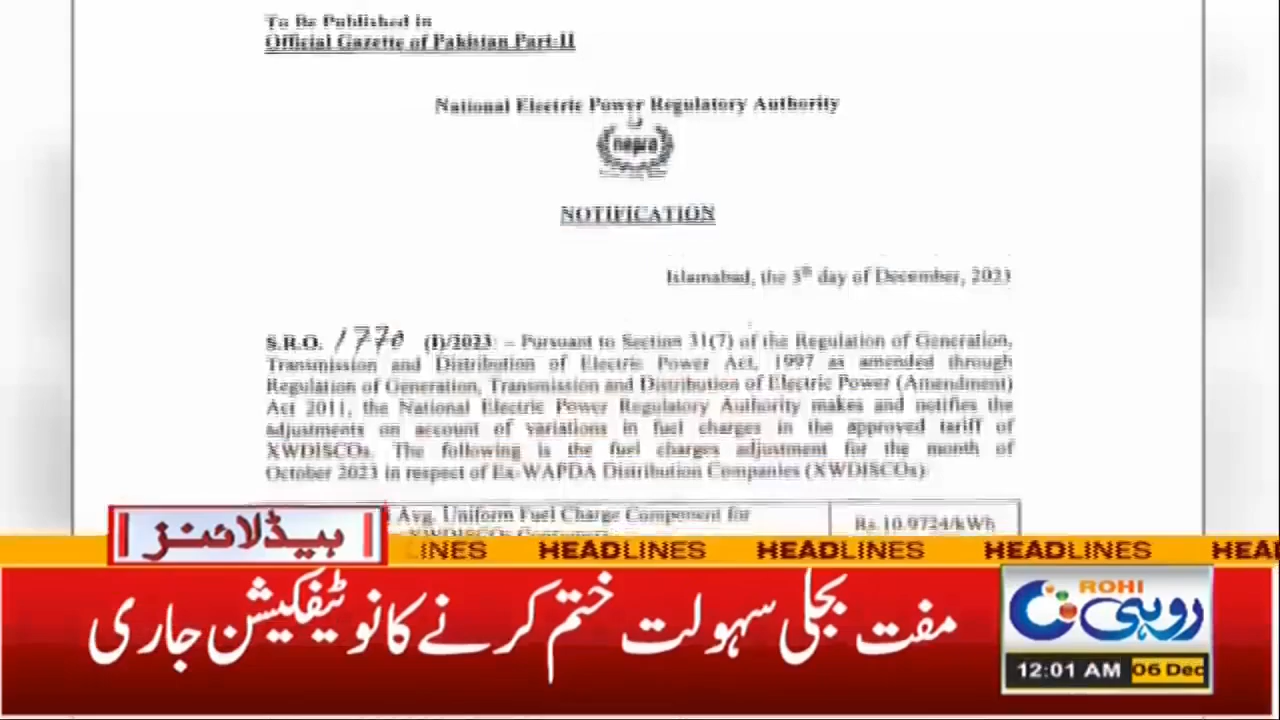 To Be Published in
Official Gazette of Pakistan Part-II
National Electric Power Regulatory Authority
nepra
NOTIFICATION
Islamabad, the 5th day of December, 2023
S.R.O. 1770 (I)/2023: – Pursuant to Section 31(7) of the Regulation of Generation,
Transmission and Distribution of Electric Power Act, 1997 as amended through
Regulation of Generation, Transmission and Distribution of Electric Power (Amendment)
Act 2011, the National Electric Power Regulatory Authority makes and notifies the
adjustments on account of variations in fuel charges in the approved tariff of
XWDISCOs. The following is the fuel charges adjustment for the month of
October 2023 in respect of Ex-WAPDA Distribution Companies (XWDISCOs)
Avg. Uniform Fuel Charge Component for
Rs.10.9724/kWh
ہیڈلائنز
LINES HEADLINES HEADLINES HEADLINES HEA
مفت بجلی سہولت ختم کرنے کا نوٹیفکیشن جاری
ROHI
روہی
12:01 AM 06 Dec